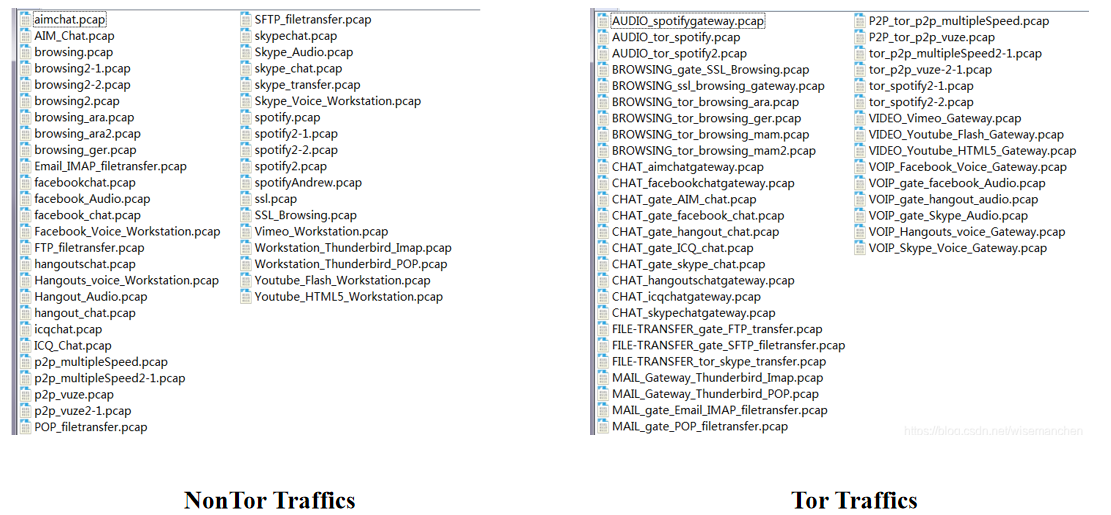 aimchat.pcap
AIM_Chat.pcap
browsing.pcap
browsing2-1.pcap
browsing2-2.pcap
browsing2.pcap
browsing_ara.pcap
browsing_ara2.pcap
browsing_ger.pcap
Email_IMAP_filetransfer.pcap
facebookchat.pcap
facebook_Audio.pcap
facebook_chat.pcap
Facebook_Voice_Workstation.pcap
FTP_filetransfer.pcap
hangoutschat.pcap
Hangouts_voice_Workstation.pcap
Hangout_Audio.pcap
hangout_chat.pcap
icqchat.pcap
ICQ_Chat.pcap
p2p_multipleSpeed.pcap
p2p_multipleSpeed2-1.pcap
p2p_vuze.pcap
p2p_vuze2-1.pcap
POP_filetransfer.pcap
SFTP_filetransfer.pcap
skypechat.pcap
Skype_Audio.pcap
skype_chat.pcap
skype_transfer.pcap
Skype_Voice_Workstation.pcap
spotify.pcap
spotify2-1.pcap
spotify2-2.pcap
spotify2.pcap
spotifyAndrew.pcap
ssl.pcap
SSL_Browsing.pcap
Vimeo_Workstation.pcap
Workstation_Thunderbird_Imap.pcap
Workstation_Thunderbird_POP.pcap
Youtube_Flash_Workstation.pcap
Youtube_HTML5_Workstation.pcap
NonTor Traffics
AUDIO_spotifygateway.pcap
AUDIO_tor_spotify.pcap
AUDIO_tor_spotify2.pcap
BROWSING_gate_SSL_Browsing.pcap
BROWSING_ssl_browsing_gateway.pcap
BROWSING_tor_browsing_ara.pcap
BROWSING_tor_browsing_ger.pcap
BROWSING_tor_browsing_mam.pcap
BROWSING_tor_browsing_mam2.pcap
CHAT_aimchatgateway.pcap
CHAT_facebookchatgateway.pcap
CHAT_gate_AIM_chat.pcap
CHAT_gate_facebook_chat.pcap
CHAT_gate_hangout_chat.pcap
CHAT_gate_ICQ_chat.pcap
CHAT_gate_skype_chat.pcap
CHAT_hangoutschatgateway.pcap
CHAT_icqchatgateway.pcap
CHAT_skypechatgateway.pcap
FILE-TRANSFER_gate_FTP_transfer.pcap
FILE-TRANSFER_gate_SFTP_filetransfer.pcap
FILE-TRANSFER_tor_skype_transfer.pcap
MAIL_Gateway_Thunderbird_Imap.pcap
MAIL_Gateway_Thunderbird_POP.pcap
MAIL_gate_Email_IMAP_filetransfer.pcap
MAIL_gate_POP_filetransfer.pcap
P2P_tor_p2p_multipleSpeed.pcap
P2P_tor_p2p_vuze.pcap
tor_p2p_multipleSpeed2-1.pcap
tor_p2p_vuze-2-1.pcap
tor_spotify2-1.pcap
tor_spotify2-2.pcap
VIDEO_Vimeo_Gateway.pcap
VIDEO_Youtube_Flash_Gateway.pcap
VIDEO_Youtube_HTML5_Gateway.pcap
VOIP_Facebook_Voice_Gateway.pcap
VOIP_gate_facebook_Audio.pcap
VOIP_gate_hangout_audio.pcap
VOIP_gate_Skype_Audio.pcap
VOIP_Hangouts_voice_Gateway.pcap
VOIP_Skype_Voice_Gateway.pcap
https://blog.csdn.net/wisemanchen
Tor Traffics